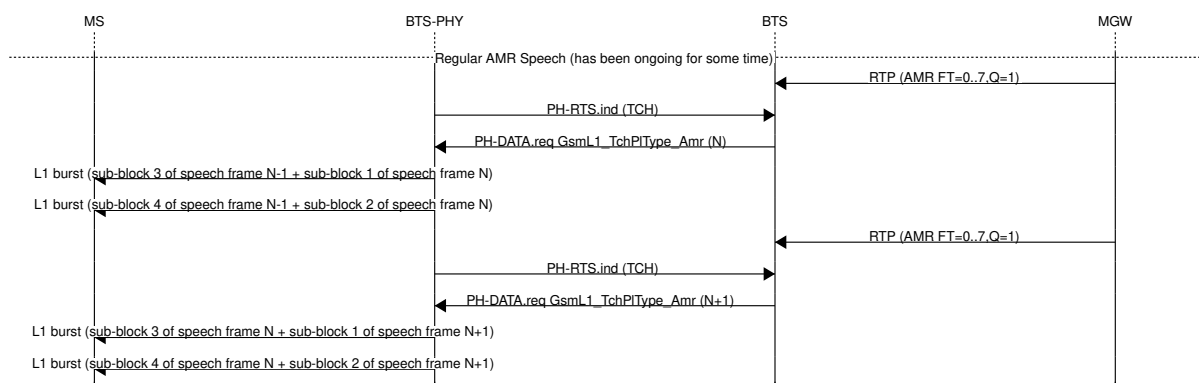 MS BTS-PHY BTS MGW
Regular AMR Speech (has been ongoing for some time)
RTP (AMR FT=0..7,Q=1)
PH-RTS.ind (TCH)
PH-DATA.req GsmL1_TchPlType_Amr (N)
L1 burst (sub-block 3 of speech frame N-1 + sub-block 1 of speech frame N)
L1 burst (sub-block 4 of speech frame N-1 + sub-block 2 of speech frame N)
RTP (AMR FT=0..7,Q=1)
PH-RTS.ind (TCH)
PH-DATA.req GsmL1_TchPlType_Amr (N+1)
L1 burst (sub-block 3 of speech frame N + sub-block 1 of speech frame N+1)
L1 burst (sub-block 4 of speech frame N + sub-block 2 of speech frame N+1)